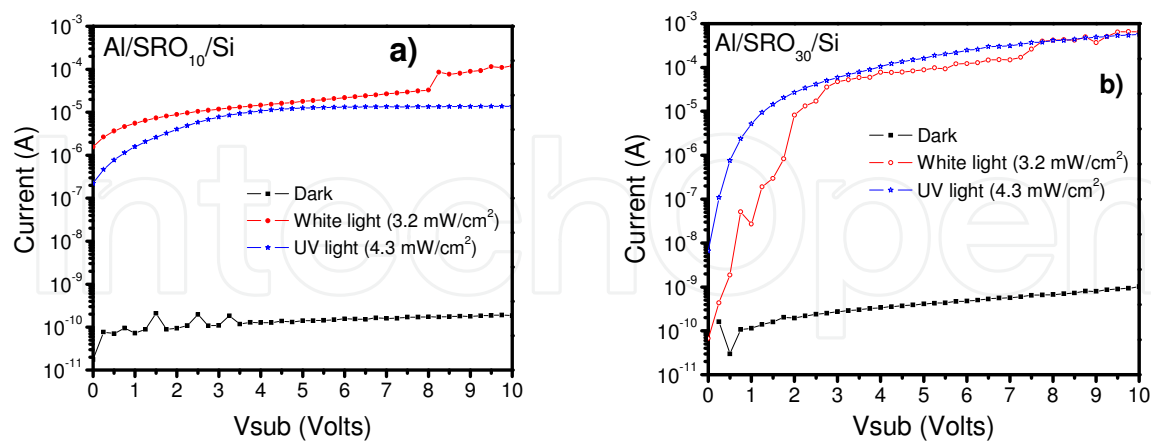 Al/SRO₁₀/Si
a)
10⁻³
10⁻⁴
10⁻⁵
10⁻⁶
10⁻⁷
10⁻⁸
10⁻⁹
10⁻¹⁰
10⁻¹¹
Current (A)
Dark
White light (3.2 mW/cm²)
UV light (4.3 mW/cm²)
0 1 2 3 4 5 6 7 8 9 10
Vsub (Volts)
Al/SRO₃₀/Si
b)
10⁻³
10⁻⁴
10⁻⁵
10⁻⁶
10⁻⁷
10⁻⁸
10⁻⁹
10⁻¹⁰
10⁻¹¹
Current (A)
Dark
White light (3.2 mW/cm²)
UV light (4.3 mW/cm²)
0 1 2 3 4 5 6 7 8 9 10
Vsub (Volts)
IntechOpen